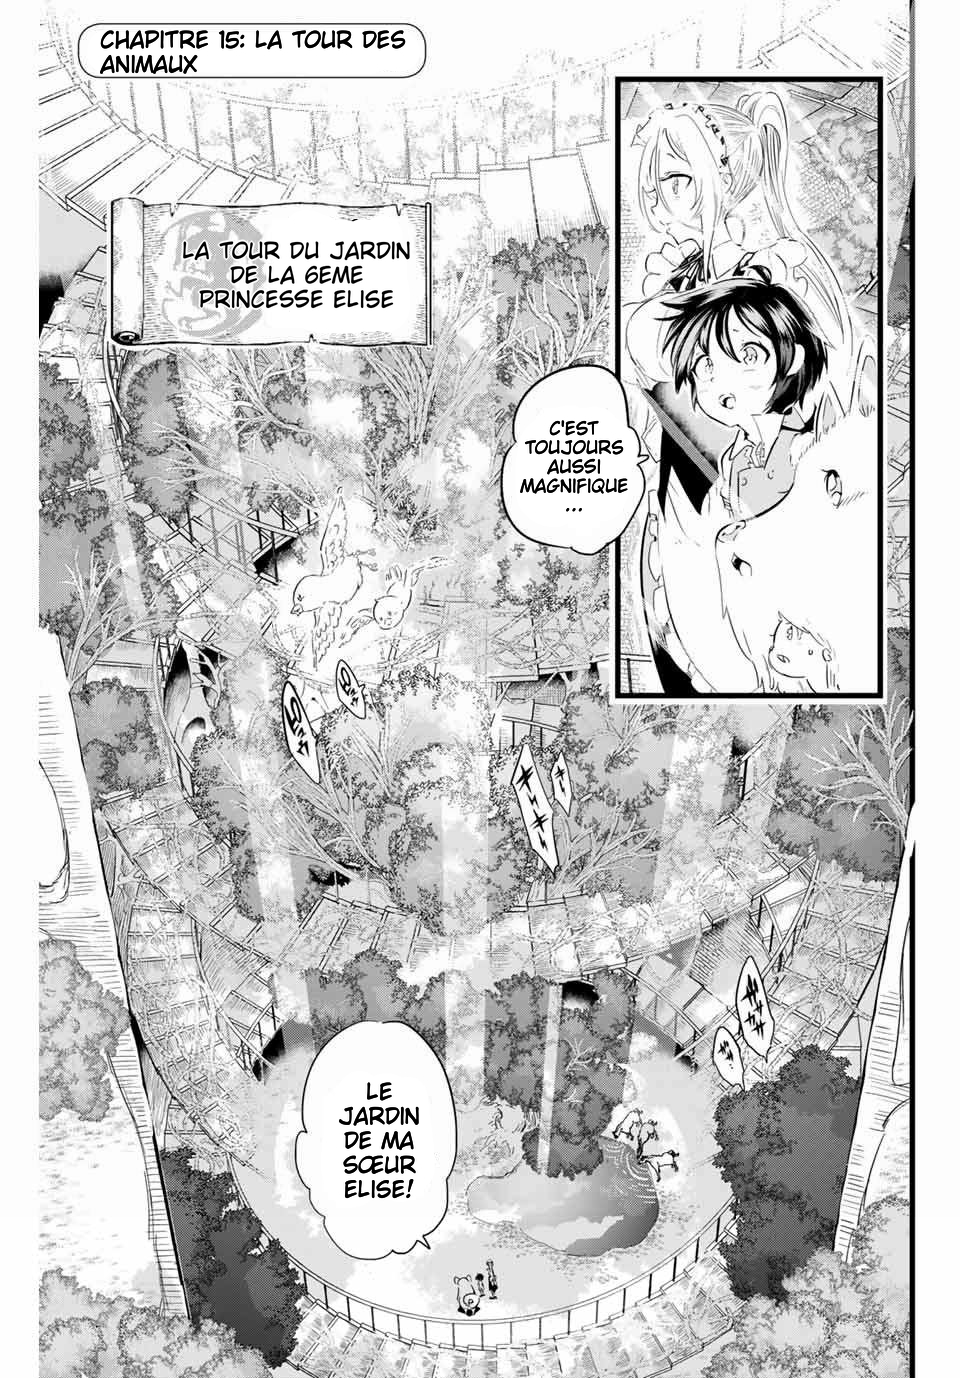 CHAPITRE 15: LA TOUR DES
ANIMAUX
LA TOUR DU JARDIN
DE LA 6EME
PRINCESSE ELISE
C'EST
TOUJOURS
AUSSI
MAGNIFIQUE
...
LE
JARDIN
DE MA
SŒUR
ELISE!